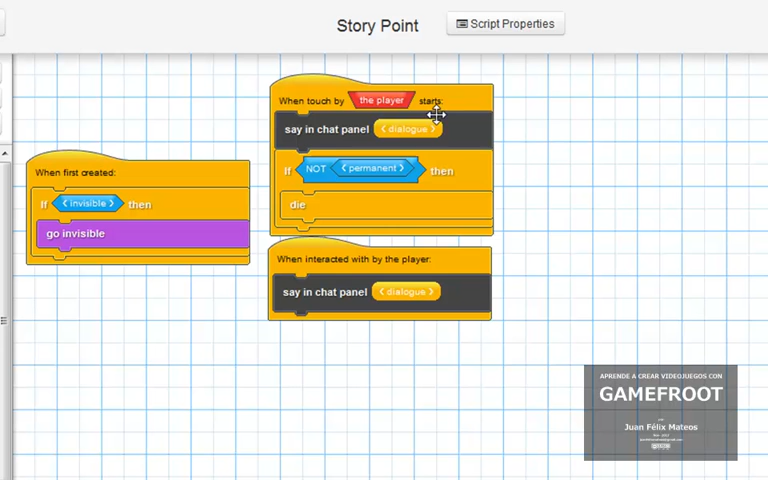 Story Point
Script Properties
When touch by the player starts:
say in chat panel dialogue
If NOT permanent then
die
When first created:
If invisible then
go invisible
When interacted with by the player:
say in chat panel dialogue
APRENDE A CREAR VIDEOJUEGOS CON
GAMEFROOT
Juan Félix Mateos